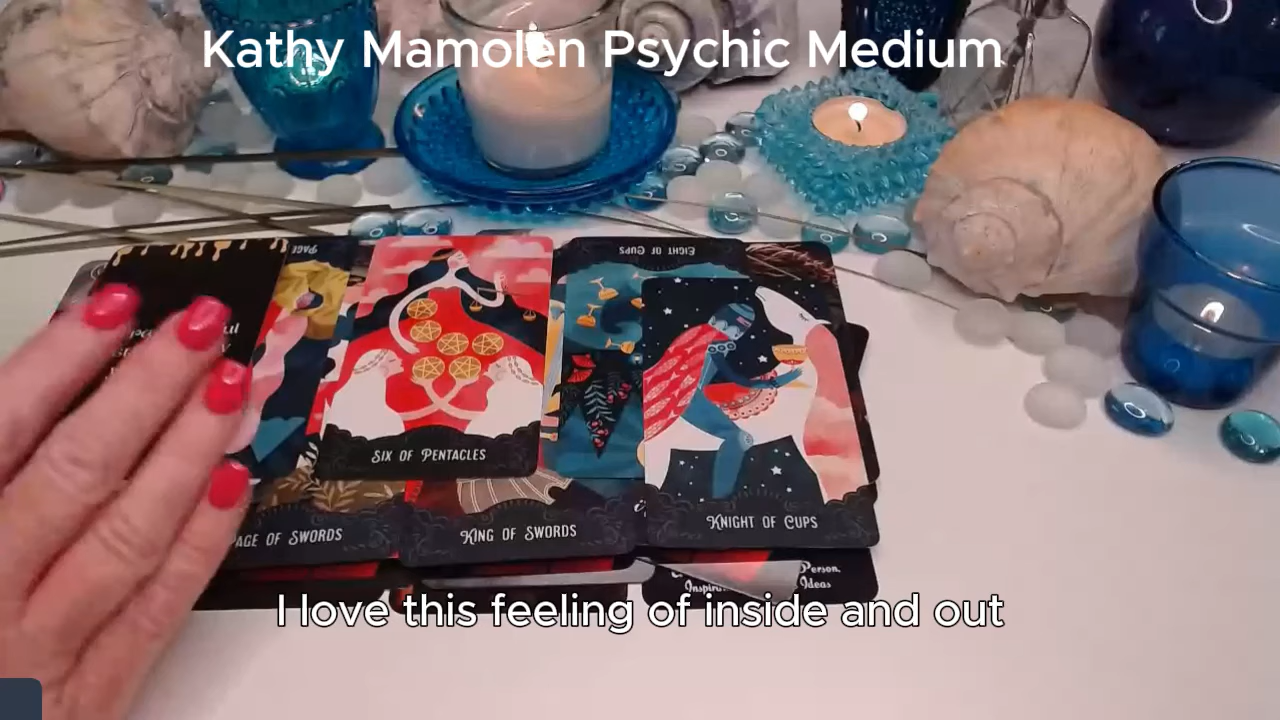 Kathy Mamolen Psychic Medium
PAGE
EIGHT OF CUPS
SIX OF PENTACLES
AGE OF SWORDS
KING OF SWORDS
KNIGHT OF CUPS
Person
Ideas
I love this feeling of inside and out